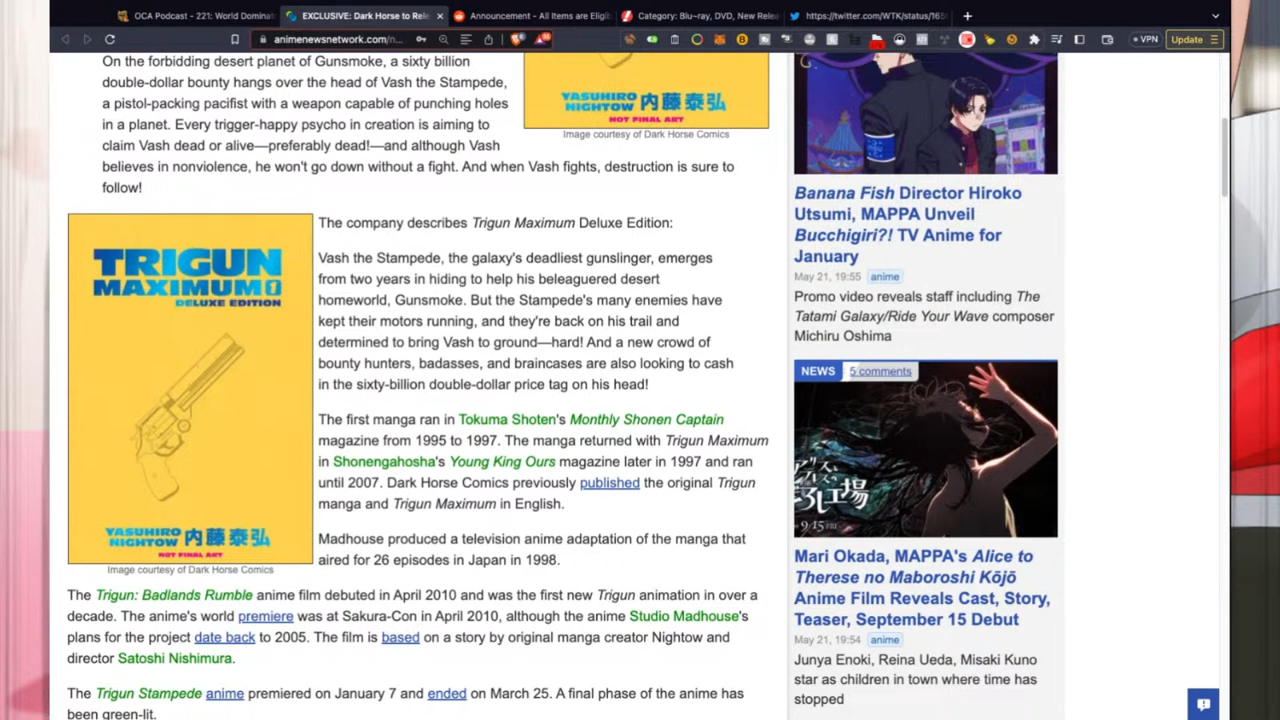 OCA Podcast - 221: World Dominat
EXCLUSIVE: Dark Horse to Rele
Announcement - All Items are Eligib
Category: Blu-ray, DVD, New Relea
https://twitter.com/WTK/status/165
animenewsnetwork.com/n...
VPN
Update
On the forbidding desert planet of Gunsmoke, a sixty billion
double-dollar bounty hangs over the head of Vash the Stampede,
a pistol-packing pacifist with a weapon capable of punching holes
in a planet. Every trigger-happy psycho in creation is aiming to
claim Vash dead or alive—preferably dead!—and although Vash
believes in nonviolence, he won't go down without a fight. And when Vash fights, destruction is sure to
follow!
YASUHIRO
NIGHTOW 内藤泰弘
NOT FINAL ART
Image courtesy of Dark Horse Comics
TRIGUN
MAXIMUM 1
DELUXE EDITION
YASUHIRO
NIGHTOW 内藤泰弘
NOT FINAL ART
Image courtesy of Dark Horse Comics
The company describes Trigun Maximum Deluxe Edition:
Vash the Stampede, the galaxy's deadliest gunslinger, emerges
from two years in hiding to help his beleaguered desert
homeworld, Gunsmoke. But the Stampede's many enemies have
kept their motors running, and they're back on his trail and
determined to bring Vash to ground—hard! And a new crowd of
bounty hunters, badasses, and braincases are also looking to cash
in the sixty-billion double-dollar price tag on his head!
The first manga ran in Tokuma Shoten's Monthly Shonen Captain
magazine from 1995 to 1997. The manga returned with Trigun Maximum
in Shonengahosha's Young King Ours magazine later in 1997 and ran
until 2007. Dark Horse Comics previously published the original Trigun
manga and Trigun Maximum in English.
Madhouse produced a television anime adaptation of the manga that
aired for 26 episodes in Japan in 1998.
The Trigun: Badlands Rumble anime film debuted in April 2010 and was the first new Trigun animation in over a
decade. The anime's world premiere was at Sakura-Con in April 2010, although the anime Studio Madhouse's
plans for the project date back to 2005. The film is based on a story by original manga creator Nightow and
director Satoshi Nishimura.
The Trigun Stampede anime premiered on January 7 and ended on March 25. A final phase of the anime has
been green-lit.
Banana Fish Director Hiroko
Utsumi, MAPPA Unveil
Bucchigiri?! TV Anime for
January
May 21, 19:55 anime
Promo video reveals staff including The
Tatami Galaxy/Ride Your Wave composer
Michiru Oshima
NEWS 5 comments
9/15
Mari Okada, MAPPA's Alice to
Therese no Maboroshi Kōjō
Anime Film Reveals Cast, Story,
Teaser, September 15 Debut
May 21, 19:54 anime
Junya Enoki, Reina Ueda, Misaki Kuno
star as children in town where time has
stopped